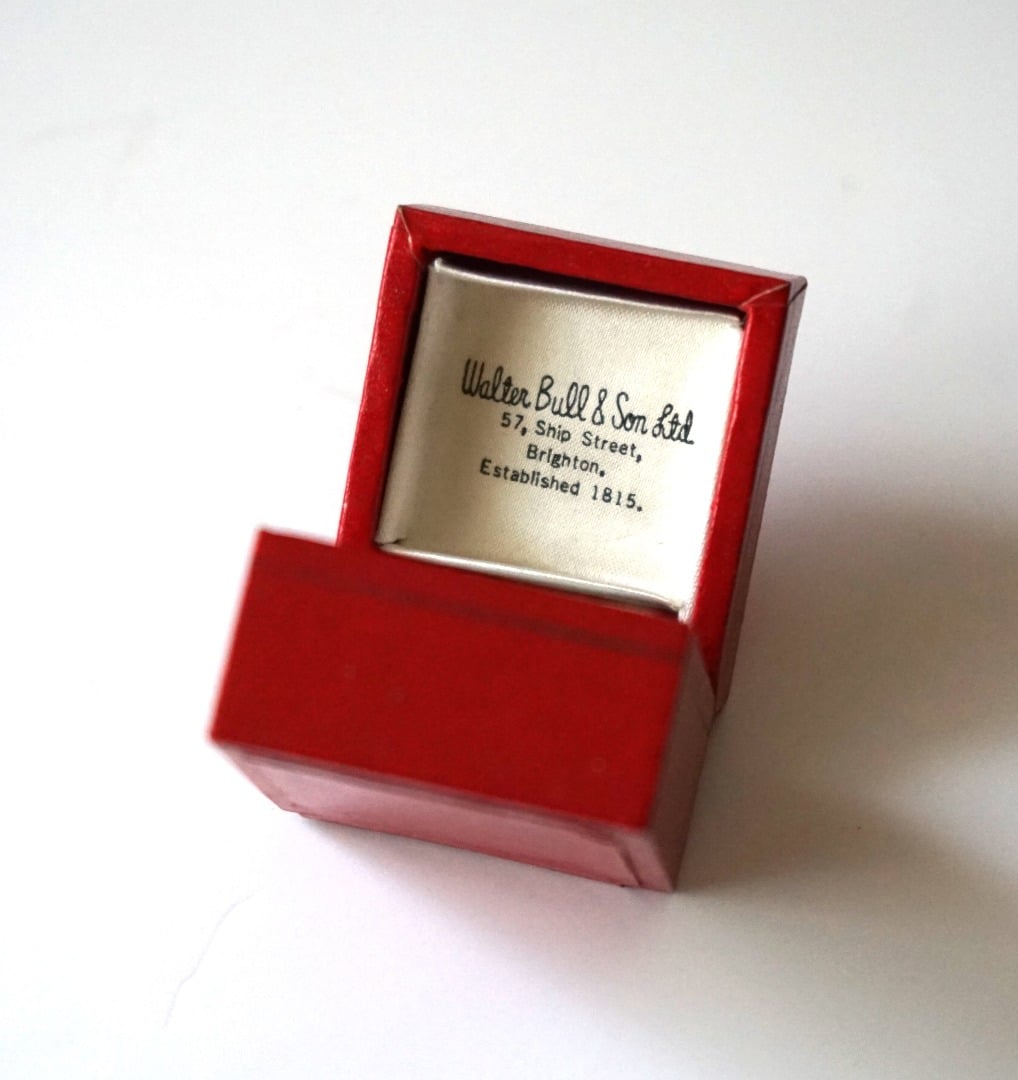 Walter Bull & Son Ltd
57, Ship Street,
Brighton.
Established 1815.